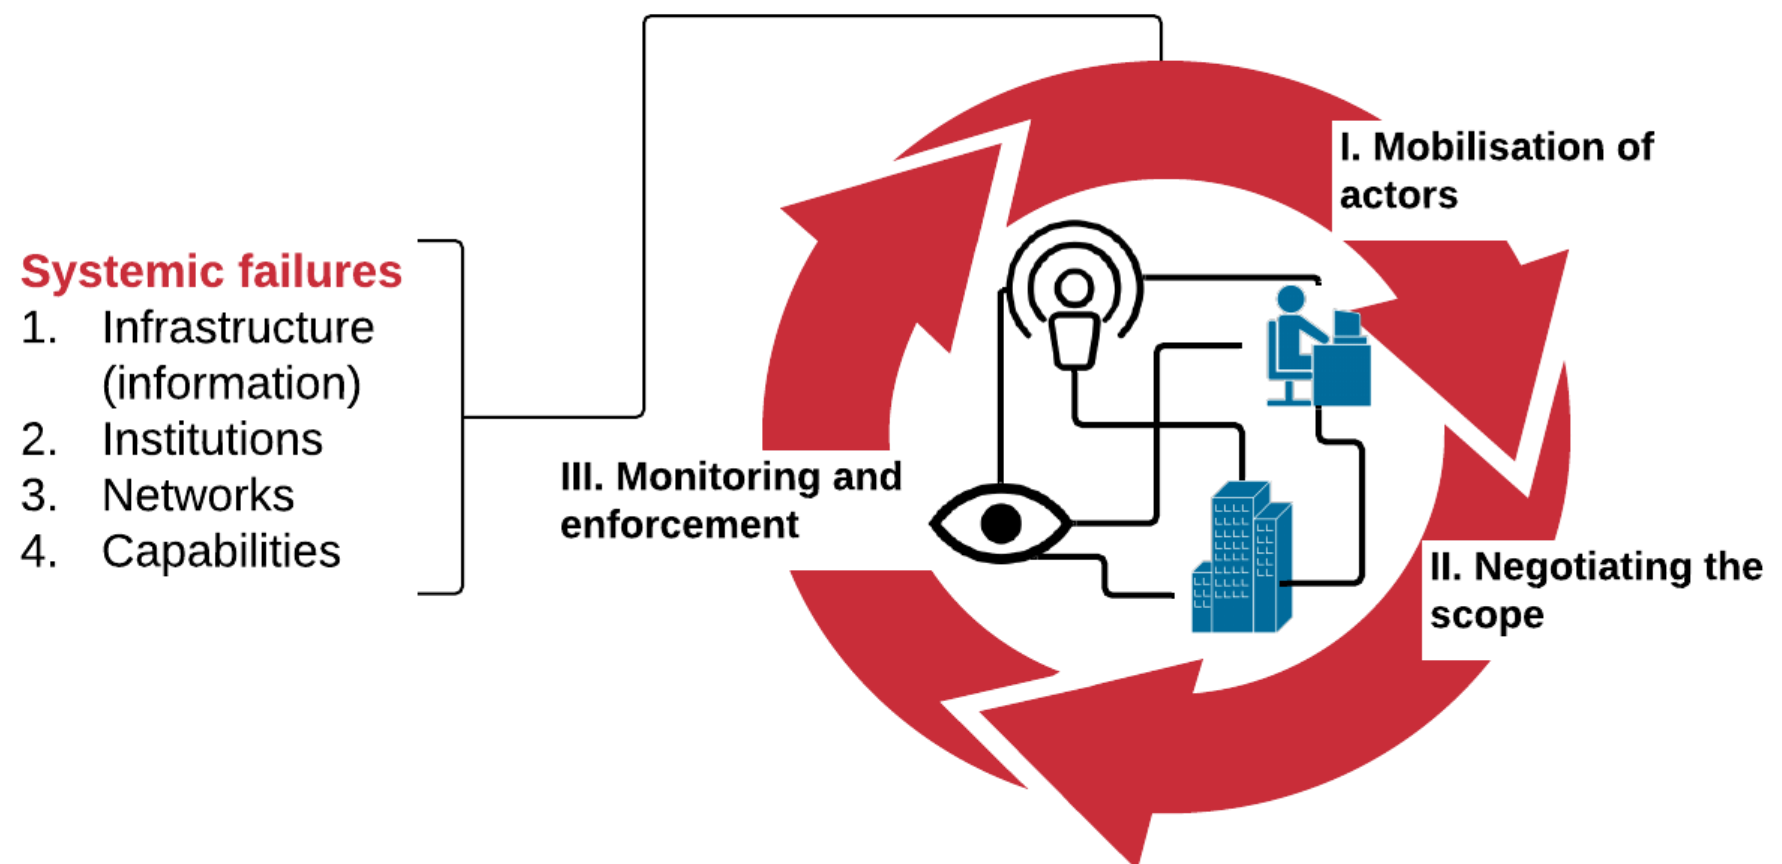 Systemic failures
1. Infrastructure
(information)
2. Institutions
3. Networks
4. Capabilities
I. Mobilisation of
actors
II. Negotiating the
scope
III. Monitoring and
enforcement